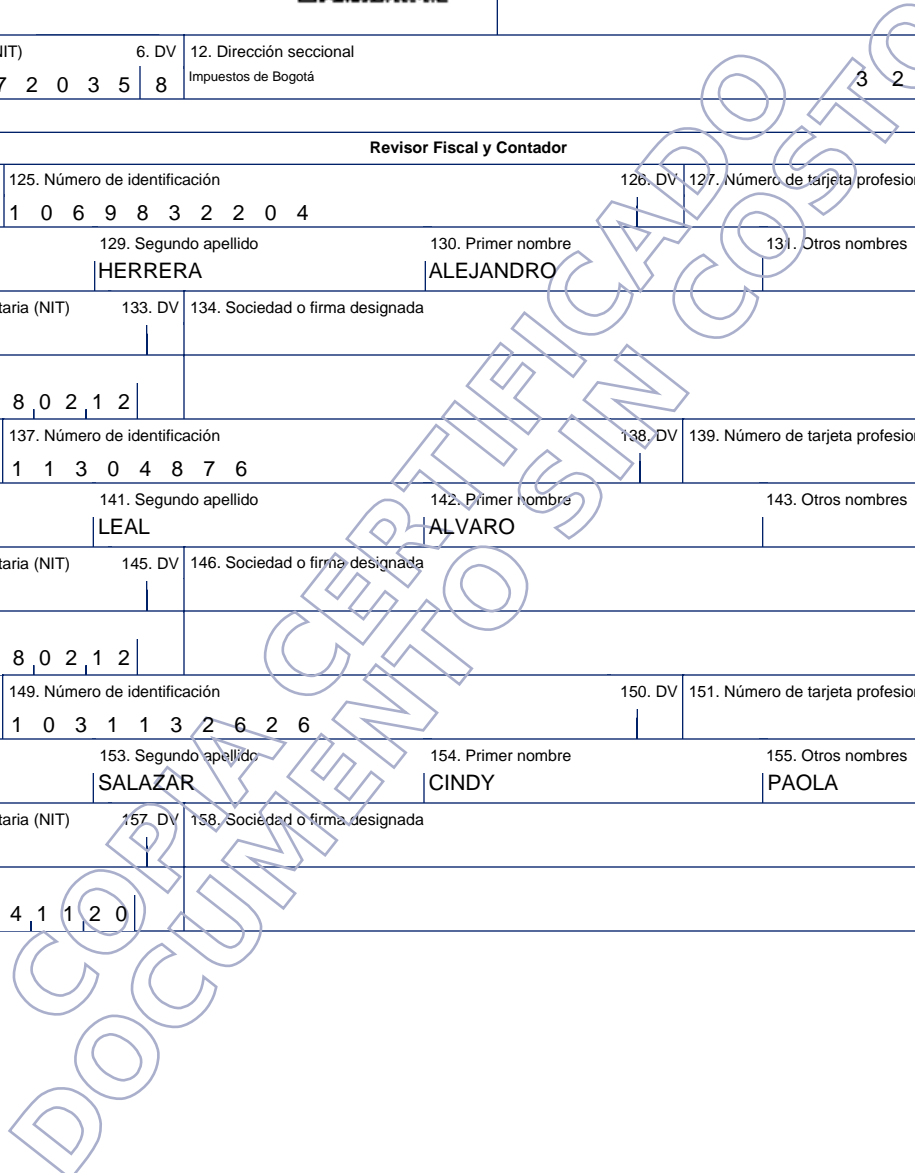 IIT) 6. DV 12. Dirección seccional
7 2 0 3 5 8 Impuestos de Bogotá 3 2
Revisor Fiscal y Contador
125. Número de identificación 126. DV 127. Número de tarjeta profesion
1 0 6 9 8 3 2 2 0 4
129. Segundo apellido 130. Primer nombre 131. Otros nombres
HERRERA ALEJANDRO
taria (NIT) 133. DV 134. Sociedad o firma designada
8 0 2 1 2
137. Número de identificación 138. DV 139. Número de tarjeta profesion
1 1 3 0 4 8 7 6
141. Segundo apellido 142. Primer nombre 143. Otros nombres
LEAL ALVARO
taria (NIT) 145. DV 146. Sociedad o firma designada
8 0 2 1 2
149. Número de identificación 150. DV 151. Número de tarjeta profesion
1 0 3 1 1 3 2 6 2 6
153. Segundo apellido 154. Primer nombre 155. Otros nombres
SALAZAR CINDY PAOLA
taria (NIT) 157. DV 158. Sociedad o firma designada
4 1 1 2 0
COPIA CERTIFICADO
DOCUMENTO SIN COSTO